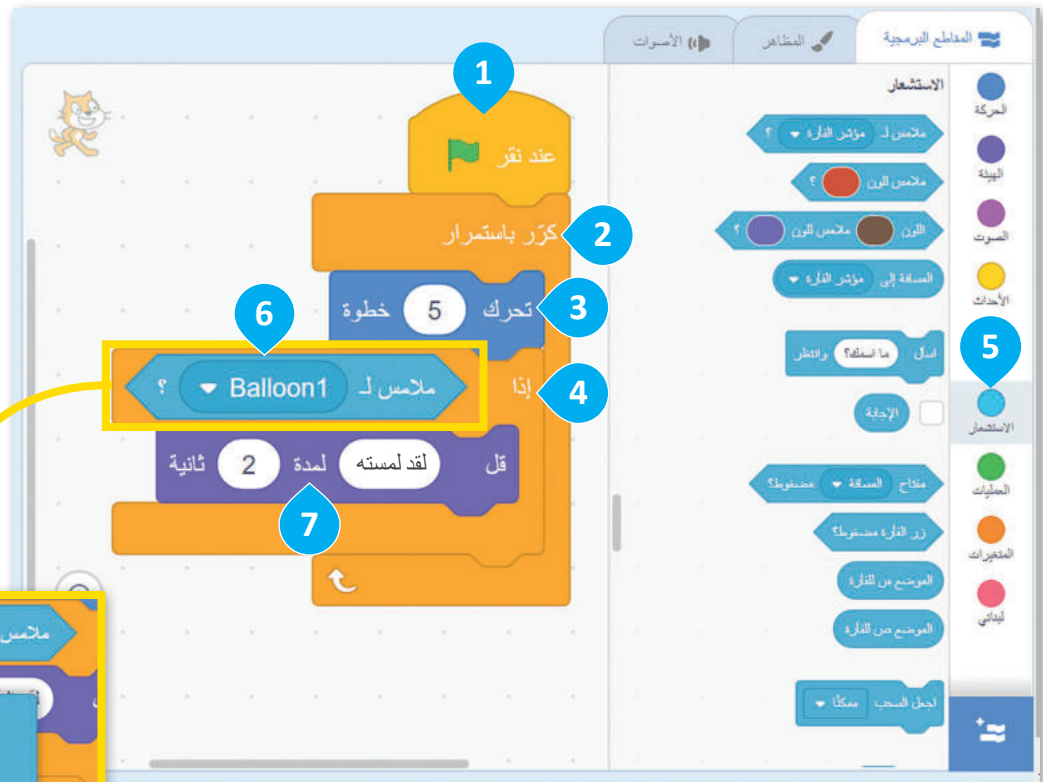 المقاطع البرمجية
المظاهر
الأصوات
الحركة
الهيئة
الصوت
الأحداث
الاستشعار
العمليات
المتغيرات
لبناتي
الاستشعار
ملامس لـ مؤشر الفأرة ؟
ملامس للون ؟
اللون ملامس للون ؟
المسافة إلى مؤشر الفأرة
اسأل ما اسمك؟ وانتظر
الإجابة
مفتاح المسافة مضغوط؟
زر الفأرة مضغوط؟
الموضع س للفأرة
الموضع ص للفأرة
اجعل السحب ممكنًا
1
عند نقر
2
كرّر باستمرار
3
تحرك 5 خطوة
4
إذا ملامس لـ Balloon1 ؟
5
6
قل لقد لمسته لمدة 2 ثانية
7
ملامس